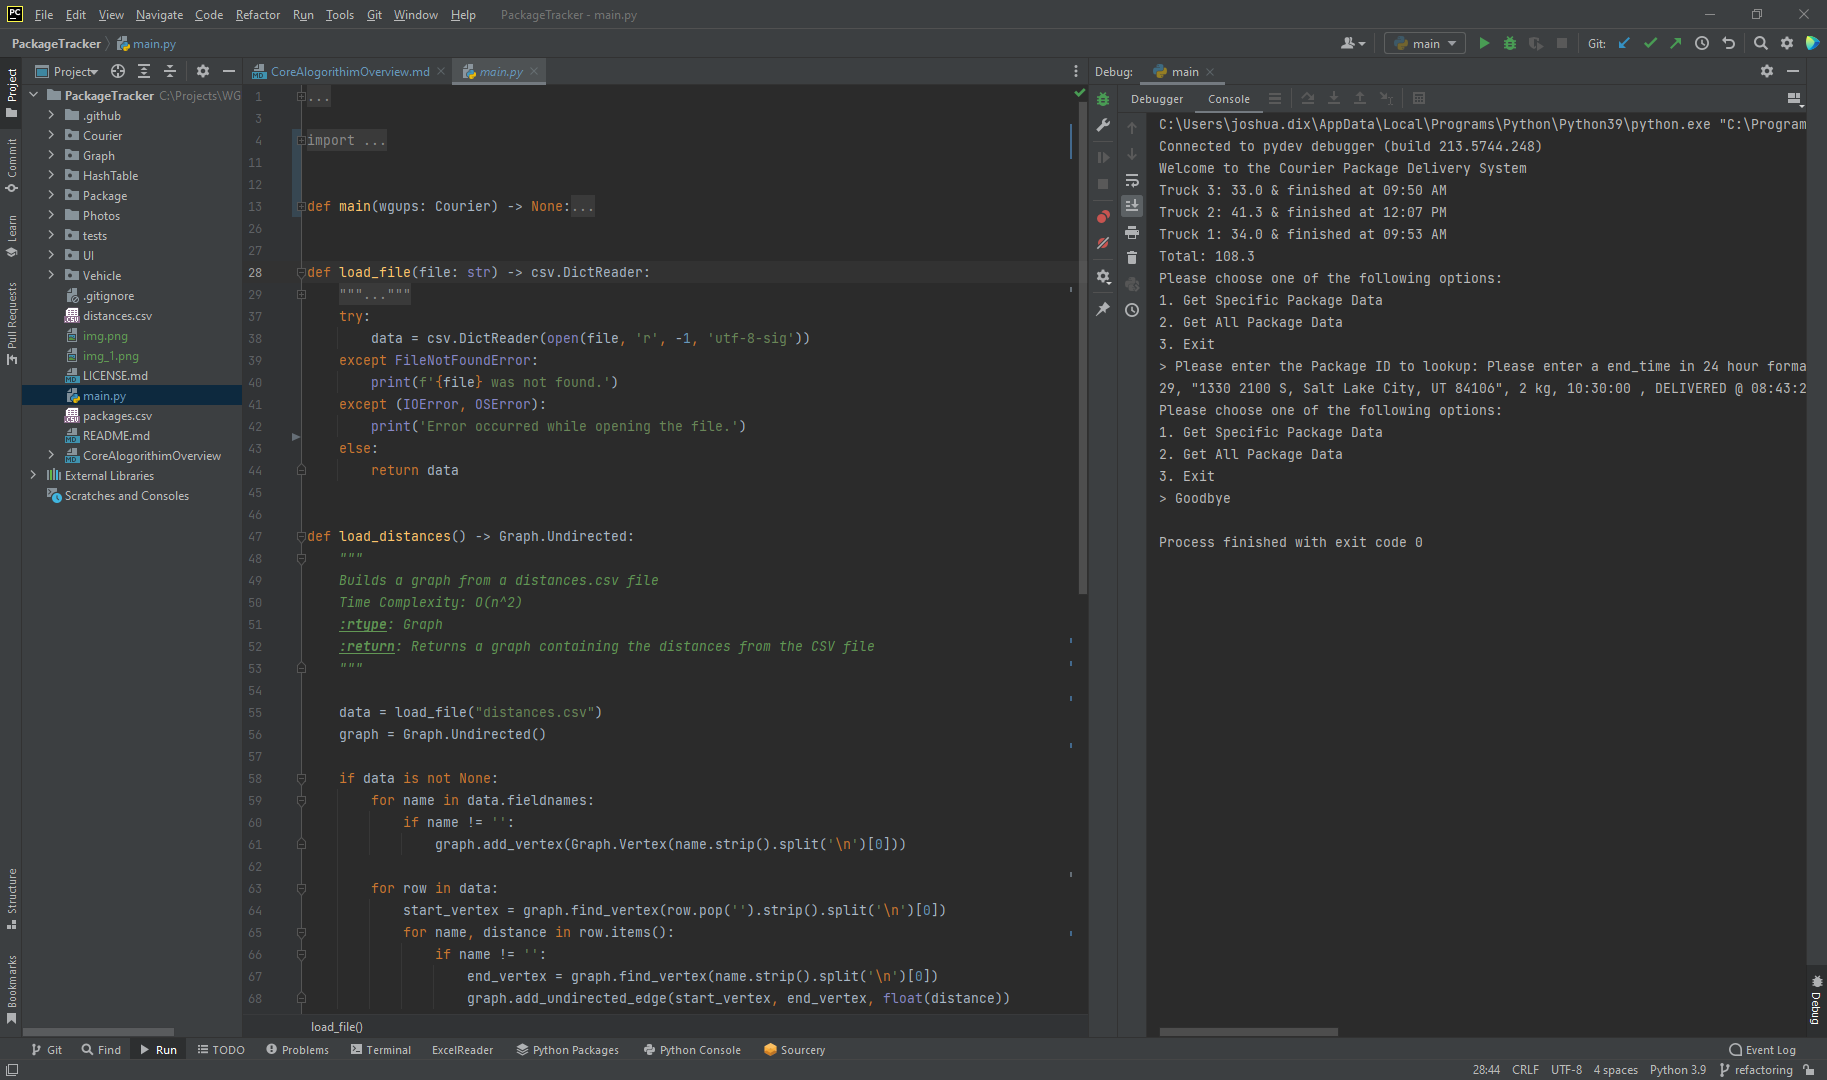 PC File Edit View Navigate Code Refactor Run Tools Git Window Help PackageTracker - main.py
PackageTracker main.py
main Git:
Project
CoreAlogorithimOverview.md main.py
Debug: main
Project
Commit
Learn
Pull Requests
Structure
Bookmarks
PackageTracker C:\Projects\WG
.github
Courier
Graph
HashTable
Package
Photos
tests
UI
Vehicle
.gitignore
distances.csv
img.png
img_1.png
LICENSE.md
main.py
packages.csv
README.md
CoreAlogorithimOverview
External Libraries
Scratches and Consoles
1 ...
3
4 import ...
11
12
13 def main(wgups: Courier) -> None:...
26
27
28 def load_file(file: str) -> csv.DictReader:
29 """..."""
37 try:
38 data = csv.DictReader(open(file, 'r', -1, 'utf-8-sig'))
39 except FileNotFoundError:
40 print(f'{file} was not found.')
41 except (IOError, OSError):
42 print('Error occurred while opening the file.')
43 else:
44 return data
45
46
47 def load_distances() -> Graph.Undirected:
48 """
49 Builds a graph from a distances.csv file
50 Time Complexity: O(n^2)
51 :rtype: Graph
52 :return: Returns a graph containing the distances from the CSV file
53 """
54
55 data = load_file("distances.csv")
56 graph = Graph.Undirected()
57
58 if data is not None:
59 for name in data.fieldnames:
60 if name != '':
61 graph.add_vertex(Graph.Vertex(name.strip().split('\n')[0]))
62
63 for row in data:
64 start_vertex = graph.find_vertex(row.pop('').strip().split('\n')[0])
65 for name, distance in row.items():
66 if name != '':
67 end_vertex = graph.find_vertex(name.strip().split('\n')[0])
68 graph.add_undirected_edge(start_vertex, end_vertex, float(distance))
load_file()
Debugger Console
C:\Users\joshua.dix\AppData\Local\Programs\Python\Python39\python.exe "C:\Program
Connected to pydev debugger (build 213.5744.248)
Welcome to the Courier Package Delivery System
Truck 3: 33.0 & finished at 09:50 AM
Truck 2: 41.3 & finished at 12:07 PM
Truck 1: 34.0 & finished at 09:53 AM
Total: 108.3
Please choose one of the following options:
1. Get Specific Package Data
2. Get All Package Data
3. Exit
> Please enter the Package ID to lookup: Please enter a end_time in 24 hour forma
29, "1330 2100 S, Salt Lake City, UT 84106", 2 kg, 10:30:00 , DELIVERED @ 08:43:2
Please choose one of the following options:
1. Get Specific Package Data
2. Get All Package Data
3. Exit
> Goodbye
Process finished with exit code 0
Debug
Git Find Run TODO Problems Terminal ExcelReader Python Packages Python Console Sourcery Event Log
28:44 CRLF UTF-8 4 spaces Python 3.9 refactoring